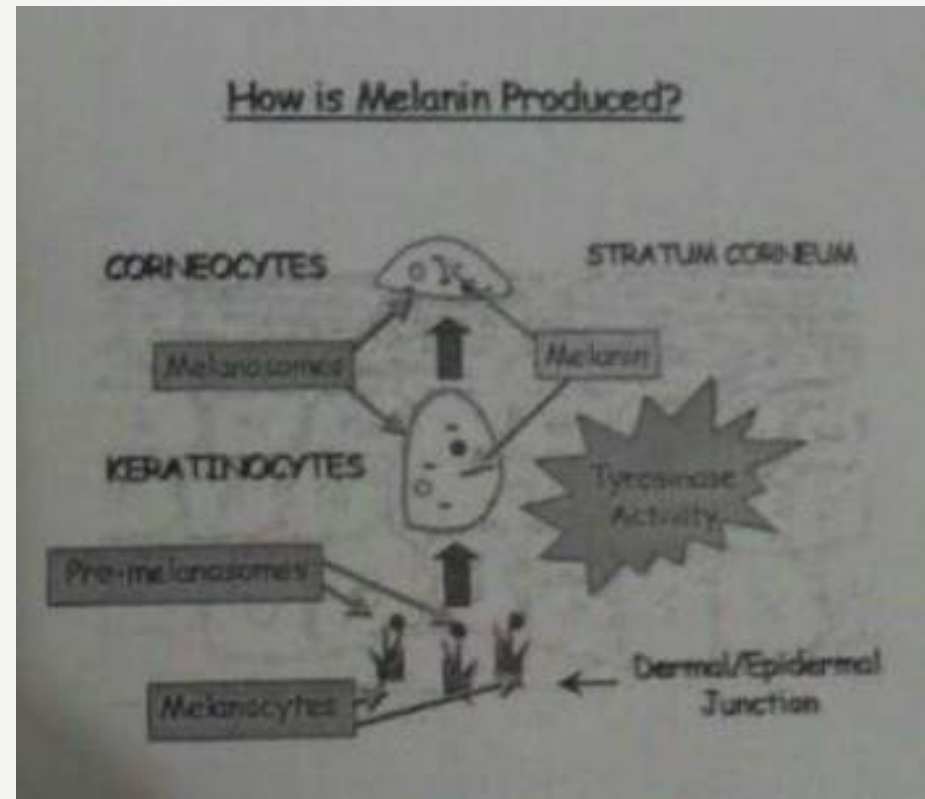 How is Melanin Produced?
CORNEOCYTES
STRATUM CORNEUM
Melanosomes
Melanin
KERATINOCYTES
Tyrosinase
Activity
Pre-melanosomes
Dermal/Epidermal
Junction
Melanocytes